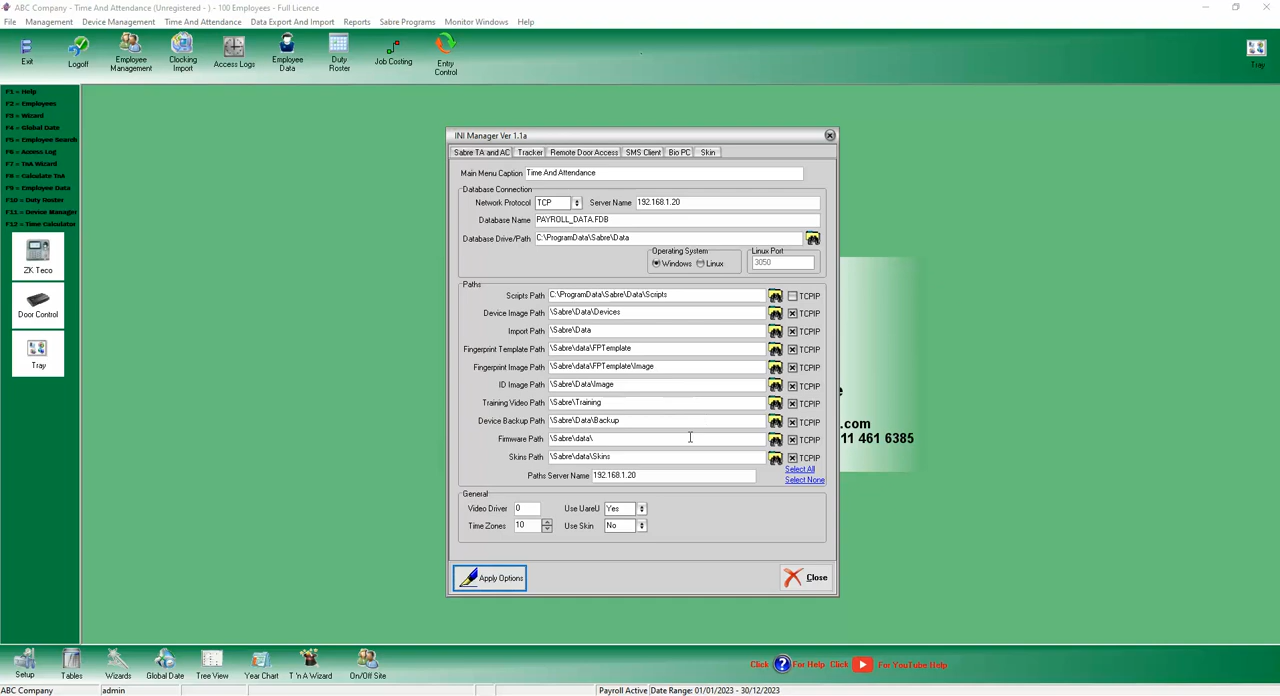 ABC Company - Time And Attendance (Unregistered - ) - 100 Employees - Full Licence
File Management Device Management Time And Attendance Data Export And Import Reports Sabre Programs Monitor Windows Help
Exit Logoff Employee Management Clocking Import Access Logs Employee Data Duty Roster Job Costing Entry Control Tray
F1 = Help
F2 = Employees
F3 = Wizard
F4 = Global Date
F5 = Employee Search
F6 = Access Log
F7 = TnA Wizard
F8 = Calculate TnA
F9 = Employee Data
F10 = Duty Roster
F11 = Device Manager
F12 = Time Calculator
ZK Teco
Door Control
Tray
INI Manager Ver 1.1a
Sabre TA and AC Tracker Remote Door Access SMS Client Bio PC Skin
Main Menu Caption Time And Attendance
Database Connection
Network Protocol TCP Server Name 192.168.1.20
Database Name PAYROLL_DATA.FDB
Database Drive/Path C:\ProgramData\Sabre\Data
Operating System Linux Port
Windows Linux 3050
Paths
Scripts Path C:\ProgramData\Sabre\Data\Scripts TCPIP
Device Image Path \Sabre\Data\Devices TCPIP
Import Path \Sabre\Data TCPIP
Fingerprint Template Path \Sabre\data\FPTemplate TCPIP
Fingerprint Image Path \Sabre\data\FPTemplate\Image TCPIP
ID Image Path \Sabre\Data\Image TCPIP
Training Video Path \Sabre\Training TCPIP
Device Backup Path \Sabre\Data\Backup TCPIP
Firmware Path \Sabre\data\ TCPIP
Skins Path \Sabre\data\Skins TCPIP
Paths Server Name 192.168.1.20 Select All
Select None
General
Video Driver 0 Use UareU Yes
Time Zones 10 Use Skin No
Apply Options Close
e
.com
11 461 6385
Setup Tables Wizards Global Date Tree View Year Chart T 'n A Wizard On/Off Site
Click For Help Click For YouTube Help
ABC Company admin Payroll Active Date Range: 01/01/2023 - 30/12/2023